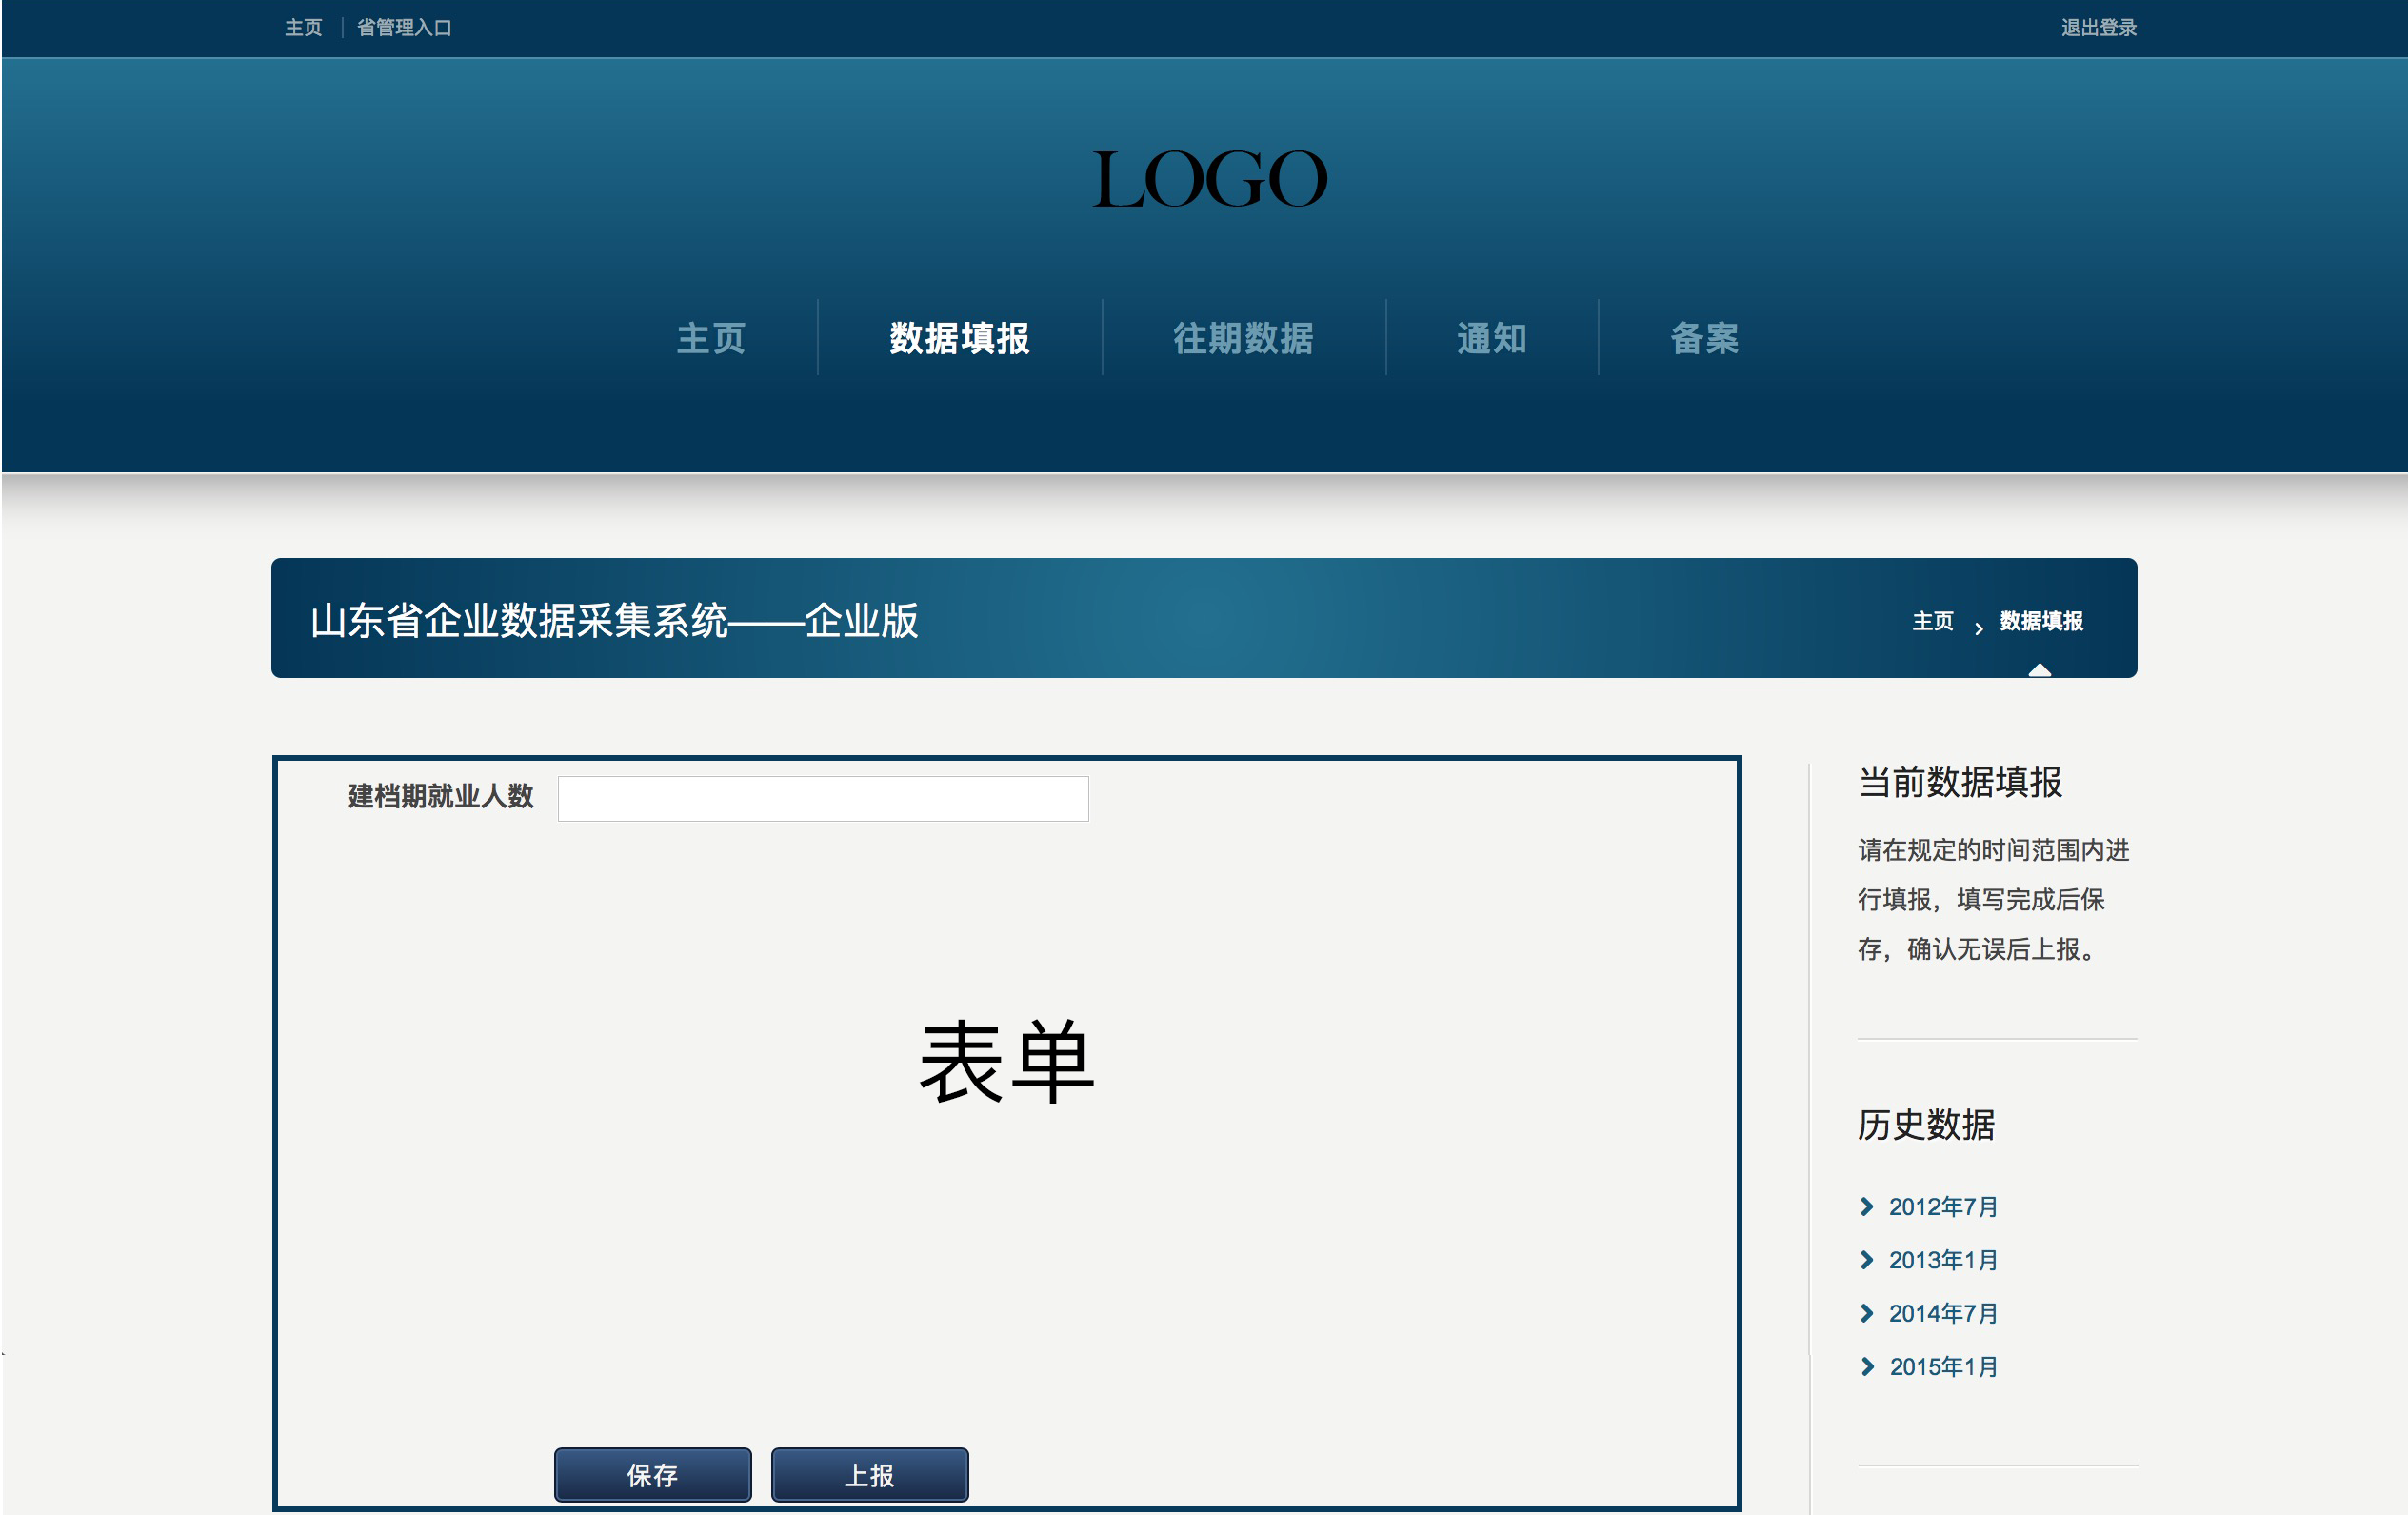 主页 省管理入口 退出登录
LOGO
主页 数据填报 往期数据 通知 备案
山东省企业数据采集系统——企业版 主页 › 数据填报
建档期就业人数
表单
保存 上报
当前数据填报
请在规定的时间范围内进
行填报，填写完成后保
存，确认无误后上报。
历史数据
2012年7月
2013年1月
2014年7月
2015年1月